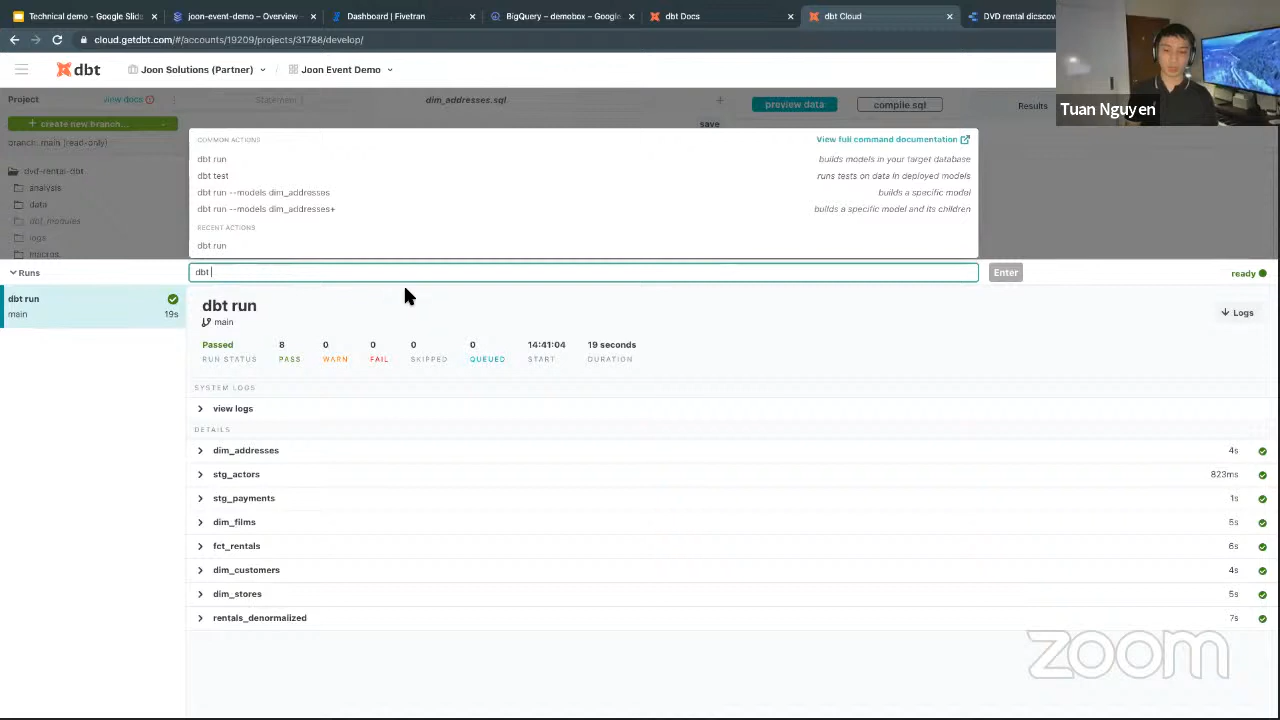 Technical demo - Google Slide
joon-event-demo – Overview
Dashboard | Fivetran
BigQuery – demobox – Google
dbt Docs
dbt Cloud
DVD rental
cloud.getdbt.com/#/accounts/19209/projects/31788/develop/
dbt
Joon Solutions (Partner)
/
Joon Event Demo
Tuan Nguyen
Project
view docs
Statement
dim_addresses.sql
+
preview data
compile sql
Results
+ create new branch...
save
branch: main (read-only)
dvd-rental-dbt
analysis
data
dbt_modules
logs
macros
COMMON ACTIONS
View full command documentation
dbt run
builds models in your target database
dbt test
runs tests on data in deployed models
dbt run --models dim_addresses
builds a specific model
dbt run --models dim_addresses+
builds a specific model and its children
RECENT ACTIONS
dbt run
Runs
dbt
Enter
ready
dbt run
main
19s
dbt run
main
Logs
Passed 8 0 0 0 0 14:41:04 19 seconds
RUN STATUS PASS WARN FAIL SKIPPED QUEUED START DURATION
SYSTEM LOGS
view logs
DETAILS
dim_addresses 4s
stg_actors 823ms
stg_payments 1s
dim_films 5s
fct_rentals 6s
dim_customers 4s
dim_stores 5s
rentals_denormalized 7s
zoom